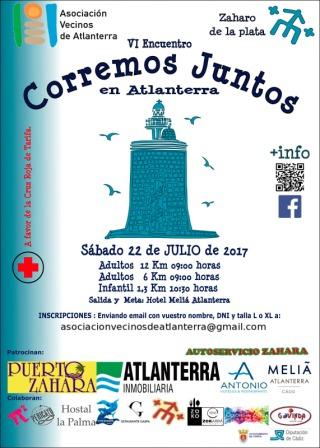 Asociación
Vecinos
de Atlanterra
Zaharo
de la plata
VI Encuentro
Corremos Juntos
en Atlanterra
A favor de la Cruz Roja de Tarifa.
+info
Sábado 22 de JULIO de 2017
Adultos 12 Km 09:00 horas
Adultos 6 Km 09:00 horas
Infantil 1,3 Km 10:30 horas
Salida y Meta: Hotel Meliá Atlanterra
INSCRIPCIONES : Enviando email con vuestro nombre, DNI y talla L o XL a:
asociacionvecinosdeatlanterra@gmail.com
Patrocinan:
AUTOSERVICIO ZAHARA
PUERTO
ZAHARA
ATLANTERRA
INMOBILIARIA
ANTONIO
MELIÁ
ATLANTERRA
Colaboran:
Hostal
la Palma
Diputación
de Cádiz